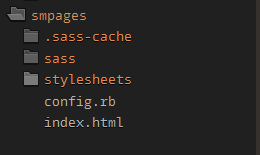 smpages
.sass-cache
sass
stylesheets
config.rb
index.html